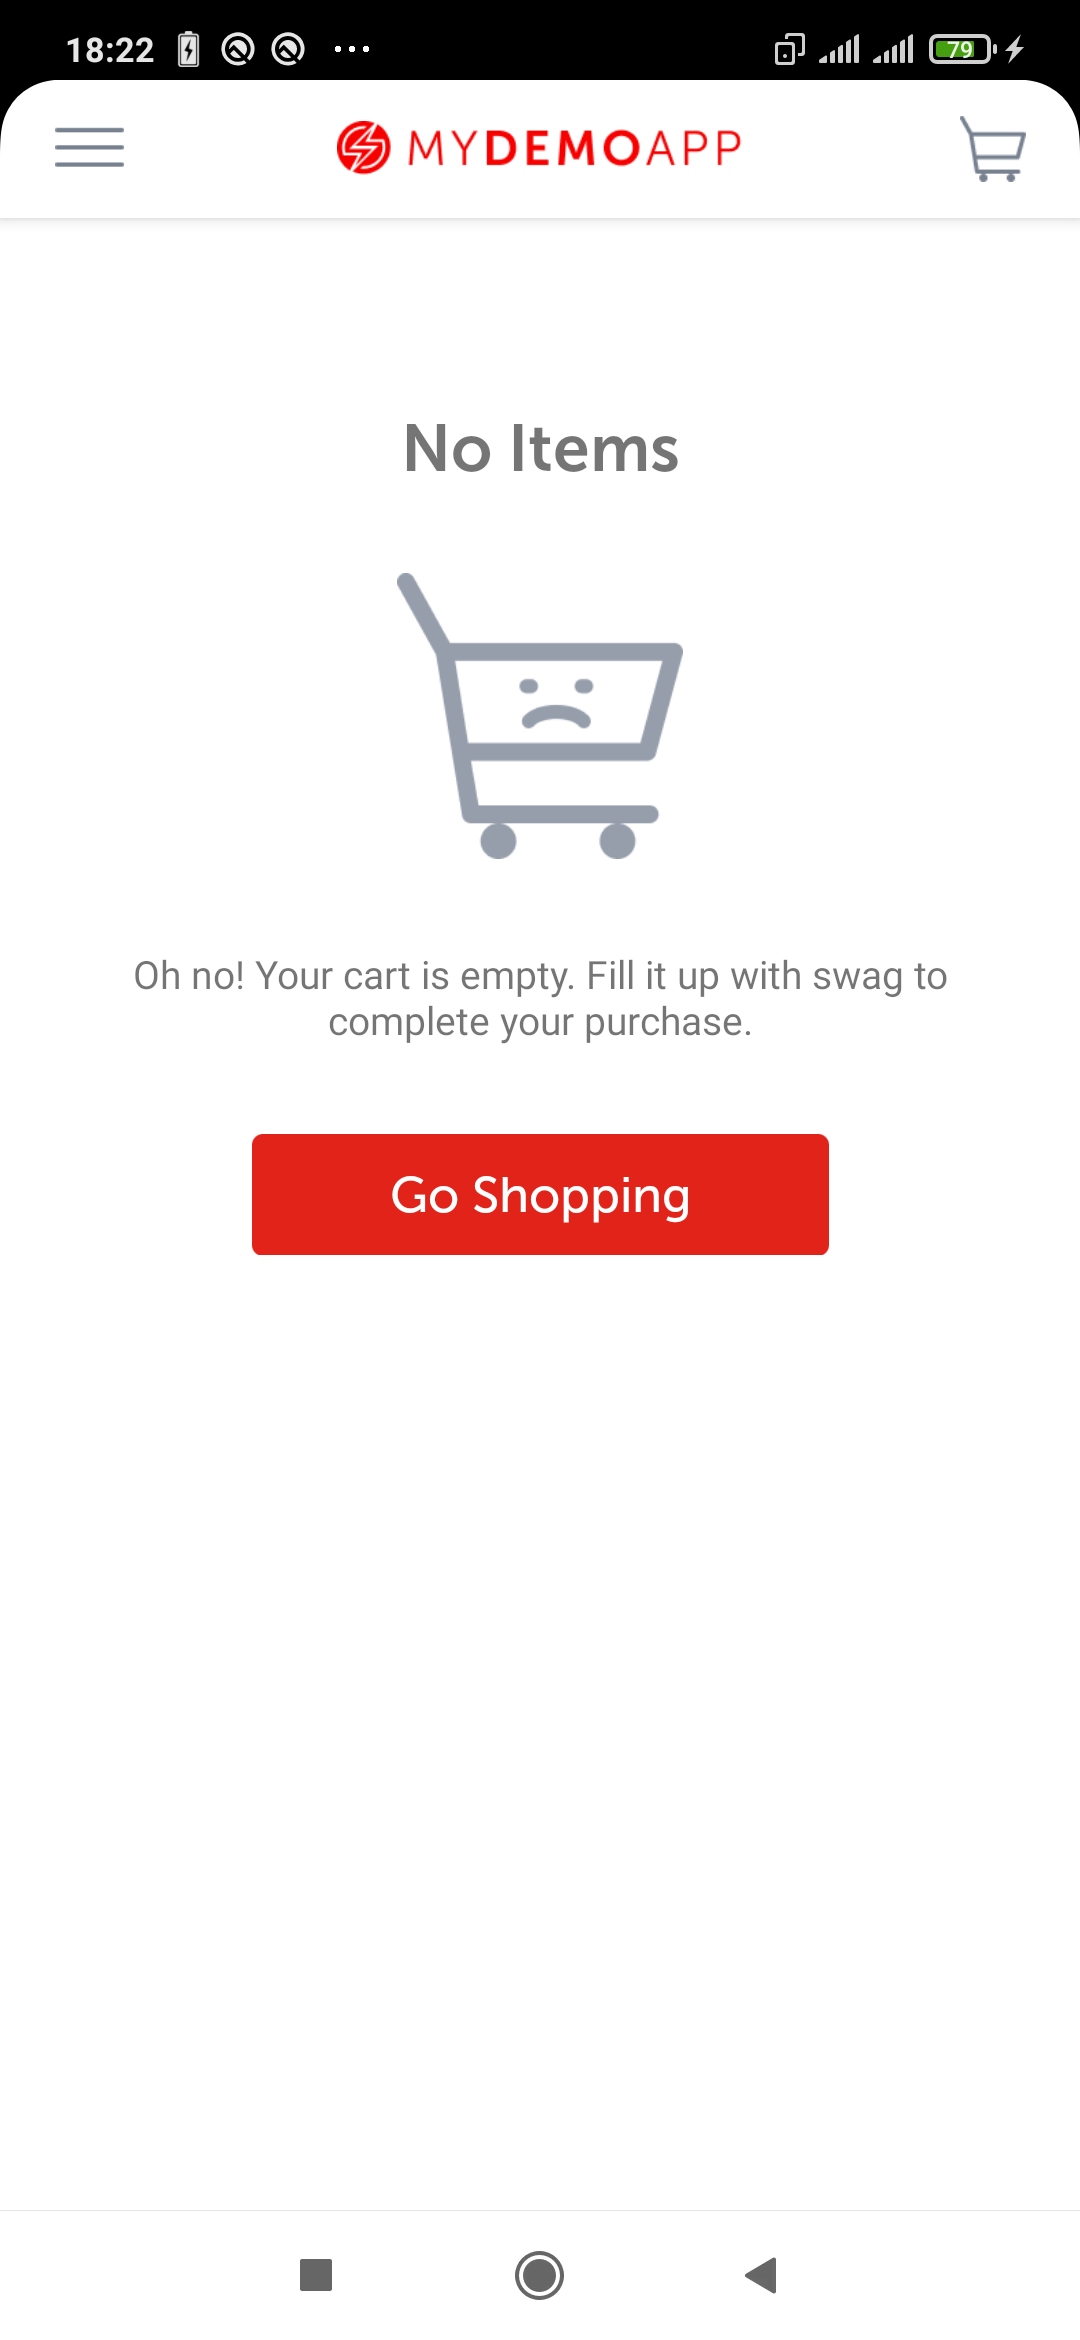 18:22
79
MYDEMOAPP
No Items
Oh no! Your cart is empty. Fill it up with swag to
complete your purchase.
Go Shopping